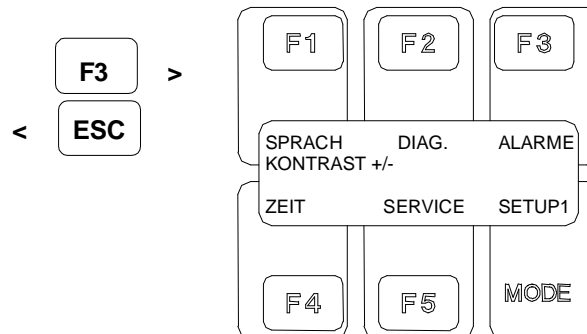 F3 >
< ESC
F1 F2 F3
SPRACH DIAG. ALARME
KONTRAST +/-
ZEIT SERVICE SETUP1
F4 F5 MODE